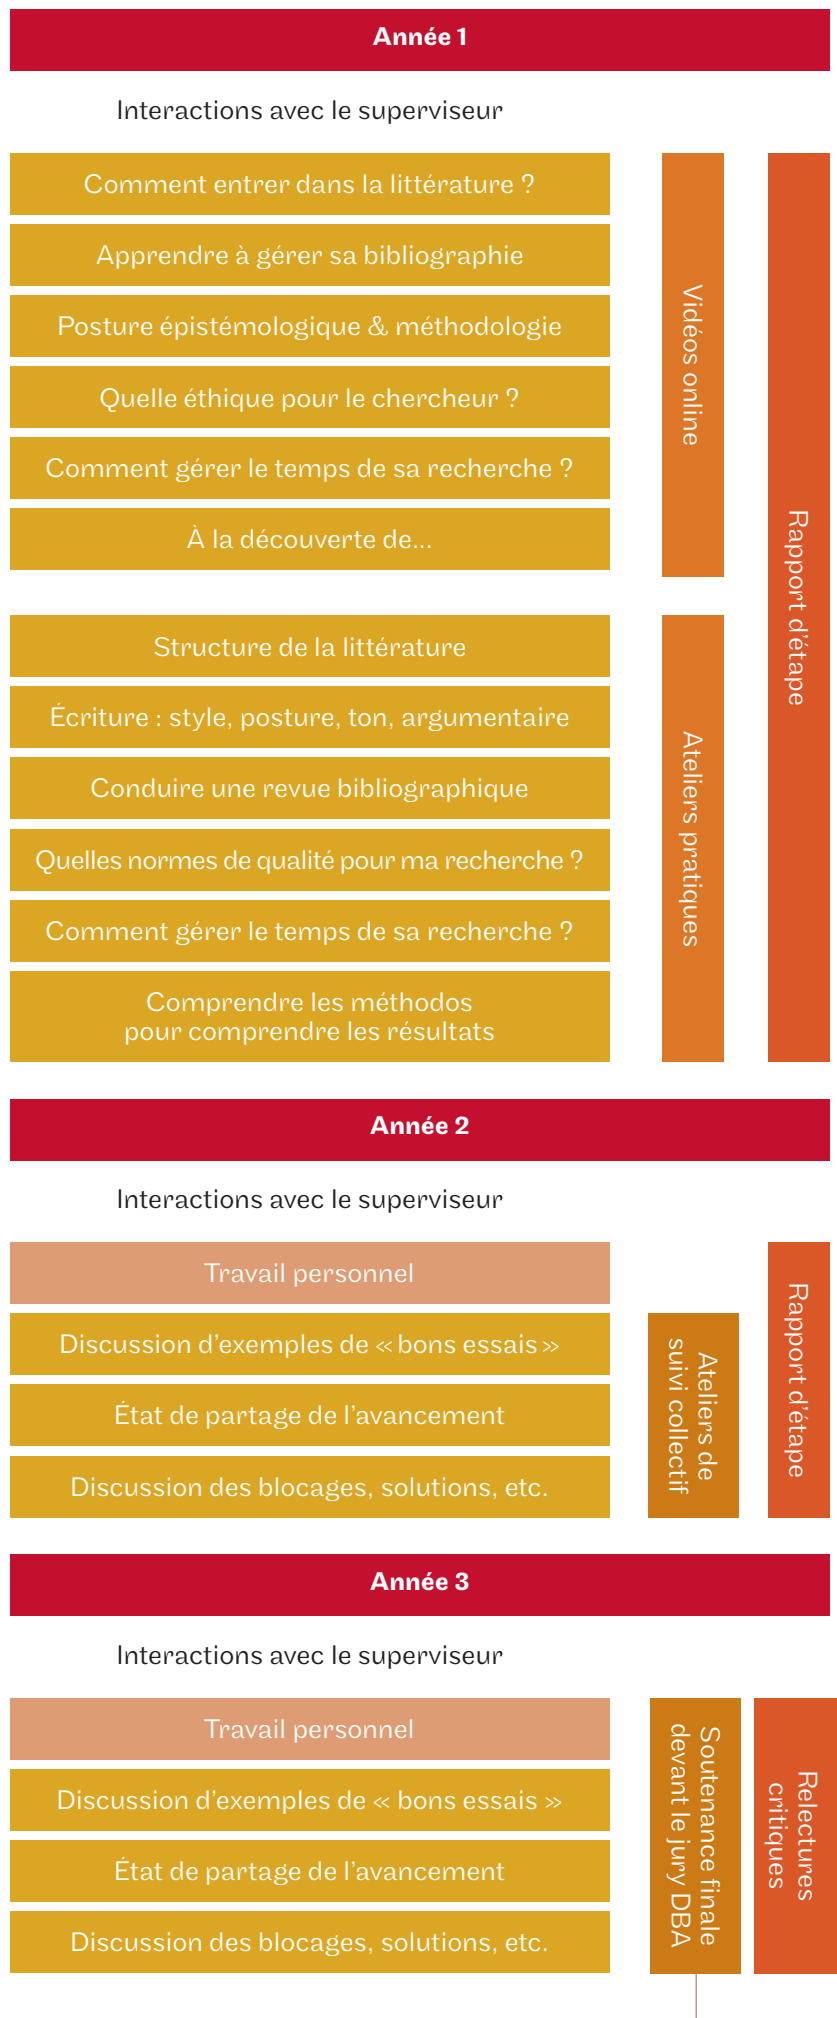 Année 1
Interactions avec le superviseur
Comment entrer dans la littérature ?
Apprendre à gérer sa bibliographie
Posture épistémologique & méthodologie
Quelle éthique pour le chercheur ?
Comment gérer le temps de sa recherche ?
À la découverte de...
Vidéos online
Structure de la littérature
Écriture : style, posture, ton, argumentaire
Conduire une revue bibliographique
Quelles normes de qualité pour ma recherche ?
Comment gérer le temps de sa recherche ?
Comprendre les méthodos
pour comprendre les résultats
Ateliers pratiques
Rapport d'étape
Année 2
Interactions avec le superviseur
Travail personnel
Discussion d'exemples de « bons essais »
État de partage de l'avancement
Discussion des blocages, solutions, etc.
Ateliers de
suivi collectif
Rapport d'étape
Année 3
Interactions avec le superviseur
Travail personnel
Discussion d'exemples de « bons essais »
État de partage de l'avancement
Discussion des blocages, solutions, etc.
Soutenance finale
devant le jury DBA
Relectures
critiques